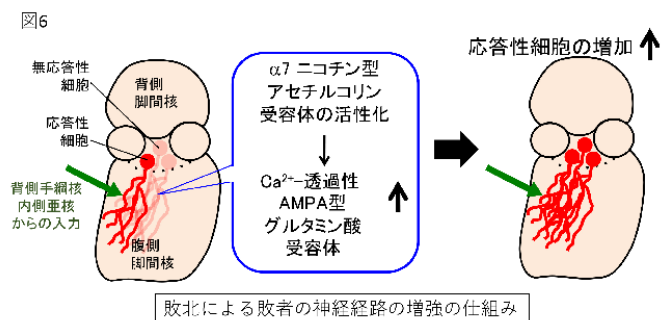 図6
無応答性
細胞
応答性
細胞
背側
脚間核
背側手綱核
内側亜核
からの入力
腹側
脚間核
α7 ニコチン型
アセチルコリン
受容体の活性化
Ca²⁺-透過性
AMPA型
グルタミン酸
受容体
応答性細胞の増加
敗北による敗者の神経経路の増強の仕組み